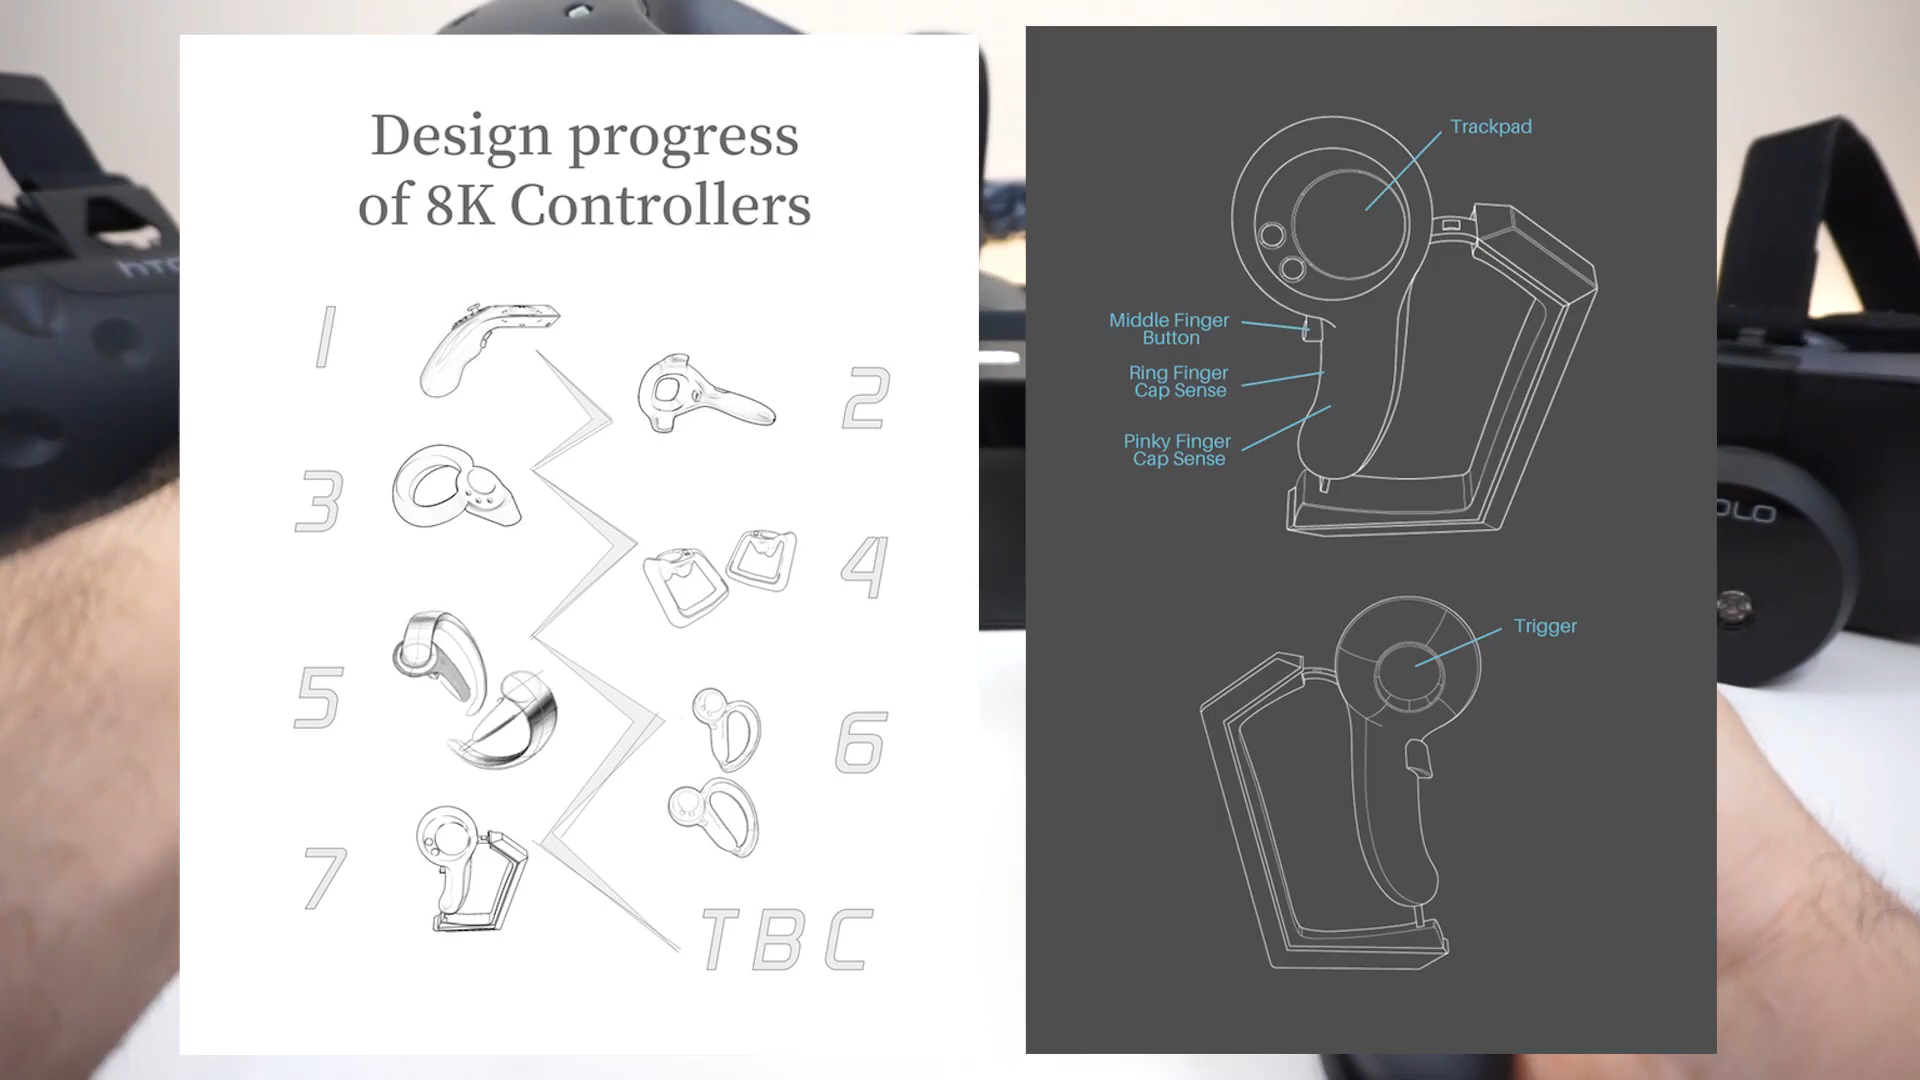 Design progress
of 8K Controllers
1
2
3
4
5
6
7
TBC
Trackpad
Middle Finger
Button
Ring Finger
Cap Sense
Pinky Finger
Cap Sense
Trigger